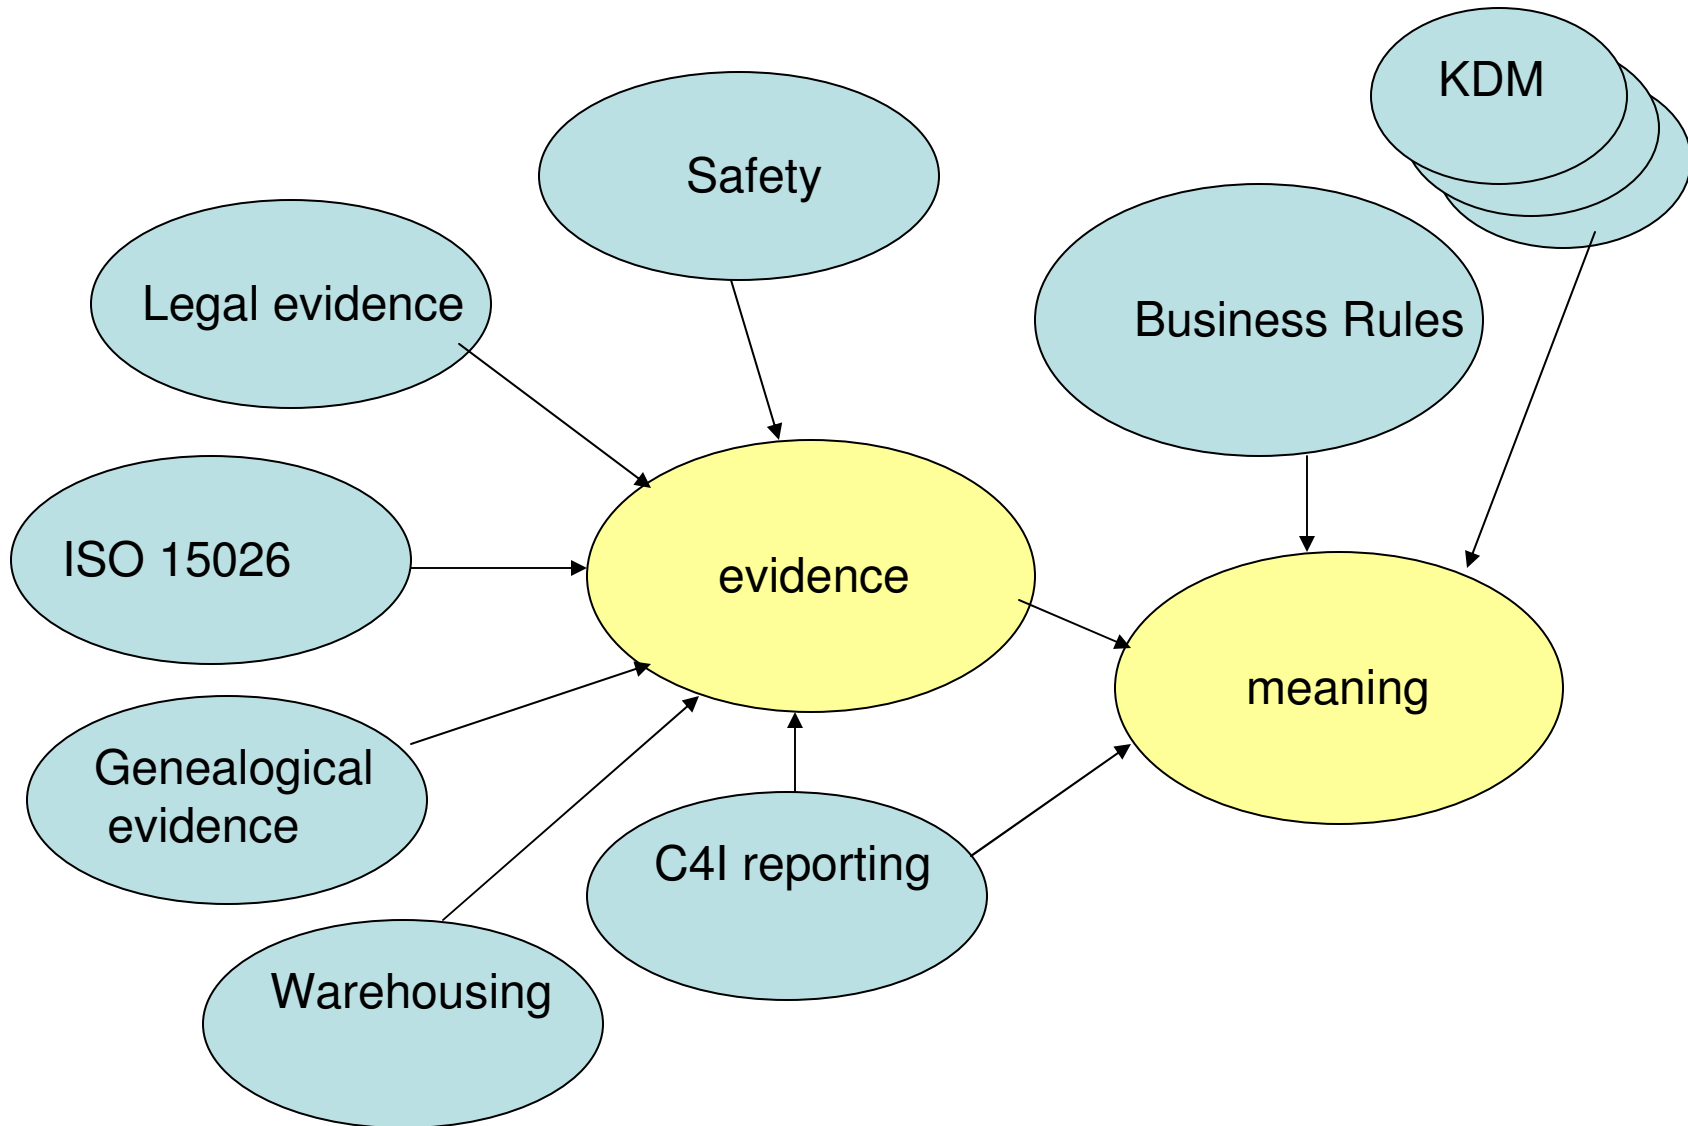 KDM
Safety
Legal evidence
Business Rules
ISO 15026
evidence
meaning
Genealogical
evidence
C4I reporting
Warehousing